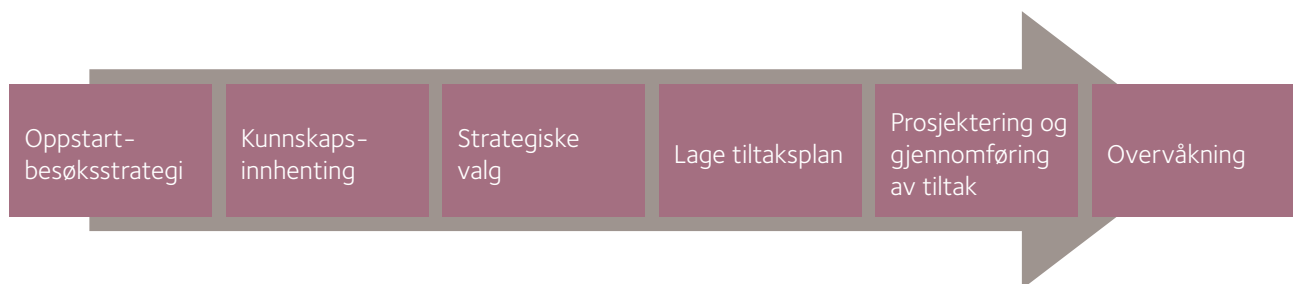 Oppstart-
besøksstrategi
Kunnskaps-
innhenting
Strategiske
valg
Lage tiltaksplan
Prosjektering og
gjennomføring
av tiltak
Overvåkning